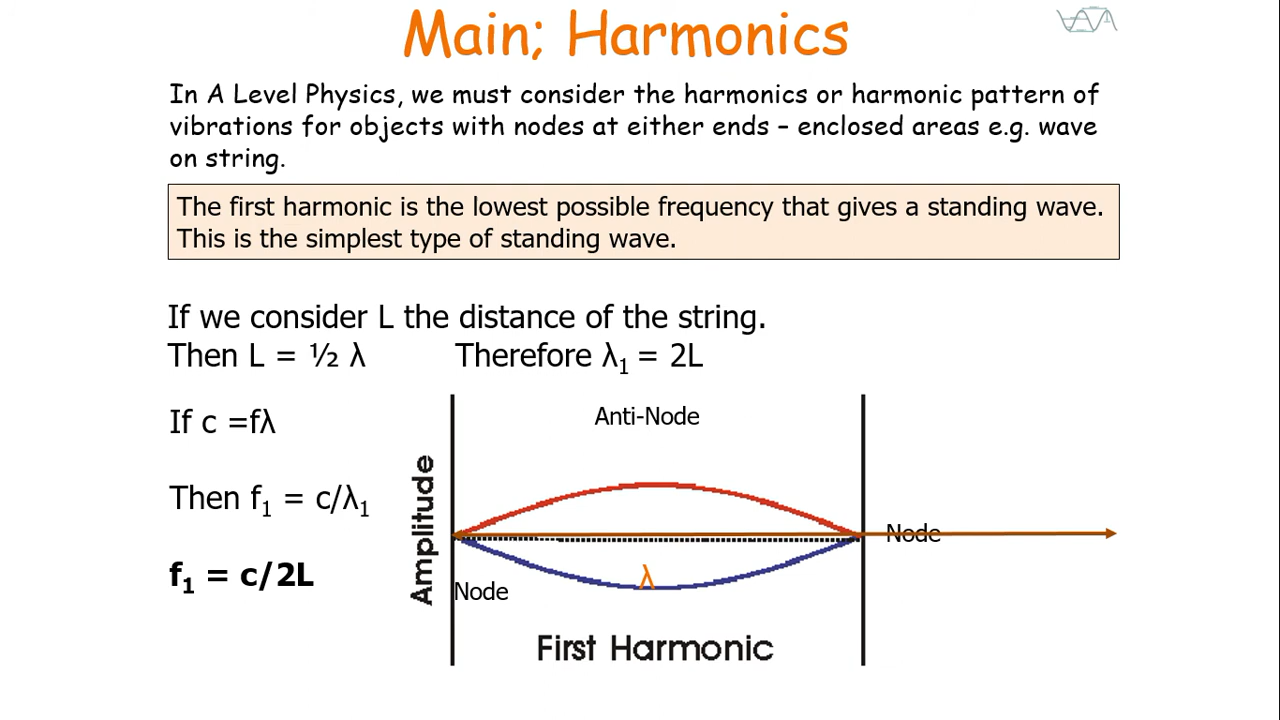 Main; Harmonics
In A Level Physics, we must consider the harmonics or harmonic pattern of
vibrations for objects with nodes at either ends – enclosed areas e.g. wave
on string.
The first harmonic is the lowest possible frequency that gives a standing wave.
This is the simplest type of standing wave.
If we consider L the distance of the string.
Then L = ½ λ Therefore λ₁ = 2L
If c =fλ
Then f₁ = c/λ₁
f₁ = c/2L
Anti-Node
Amplitude
Node
λ
Node
First Harmonic